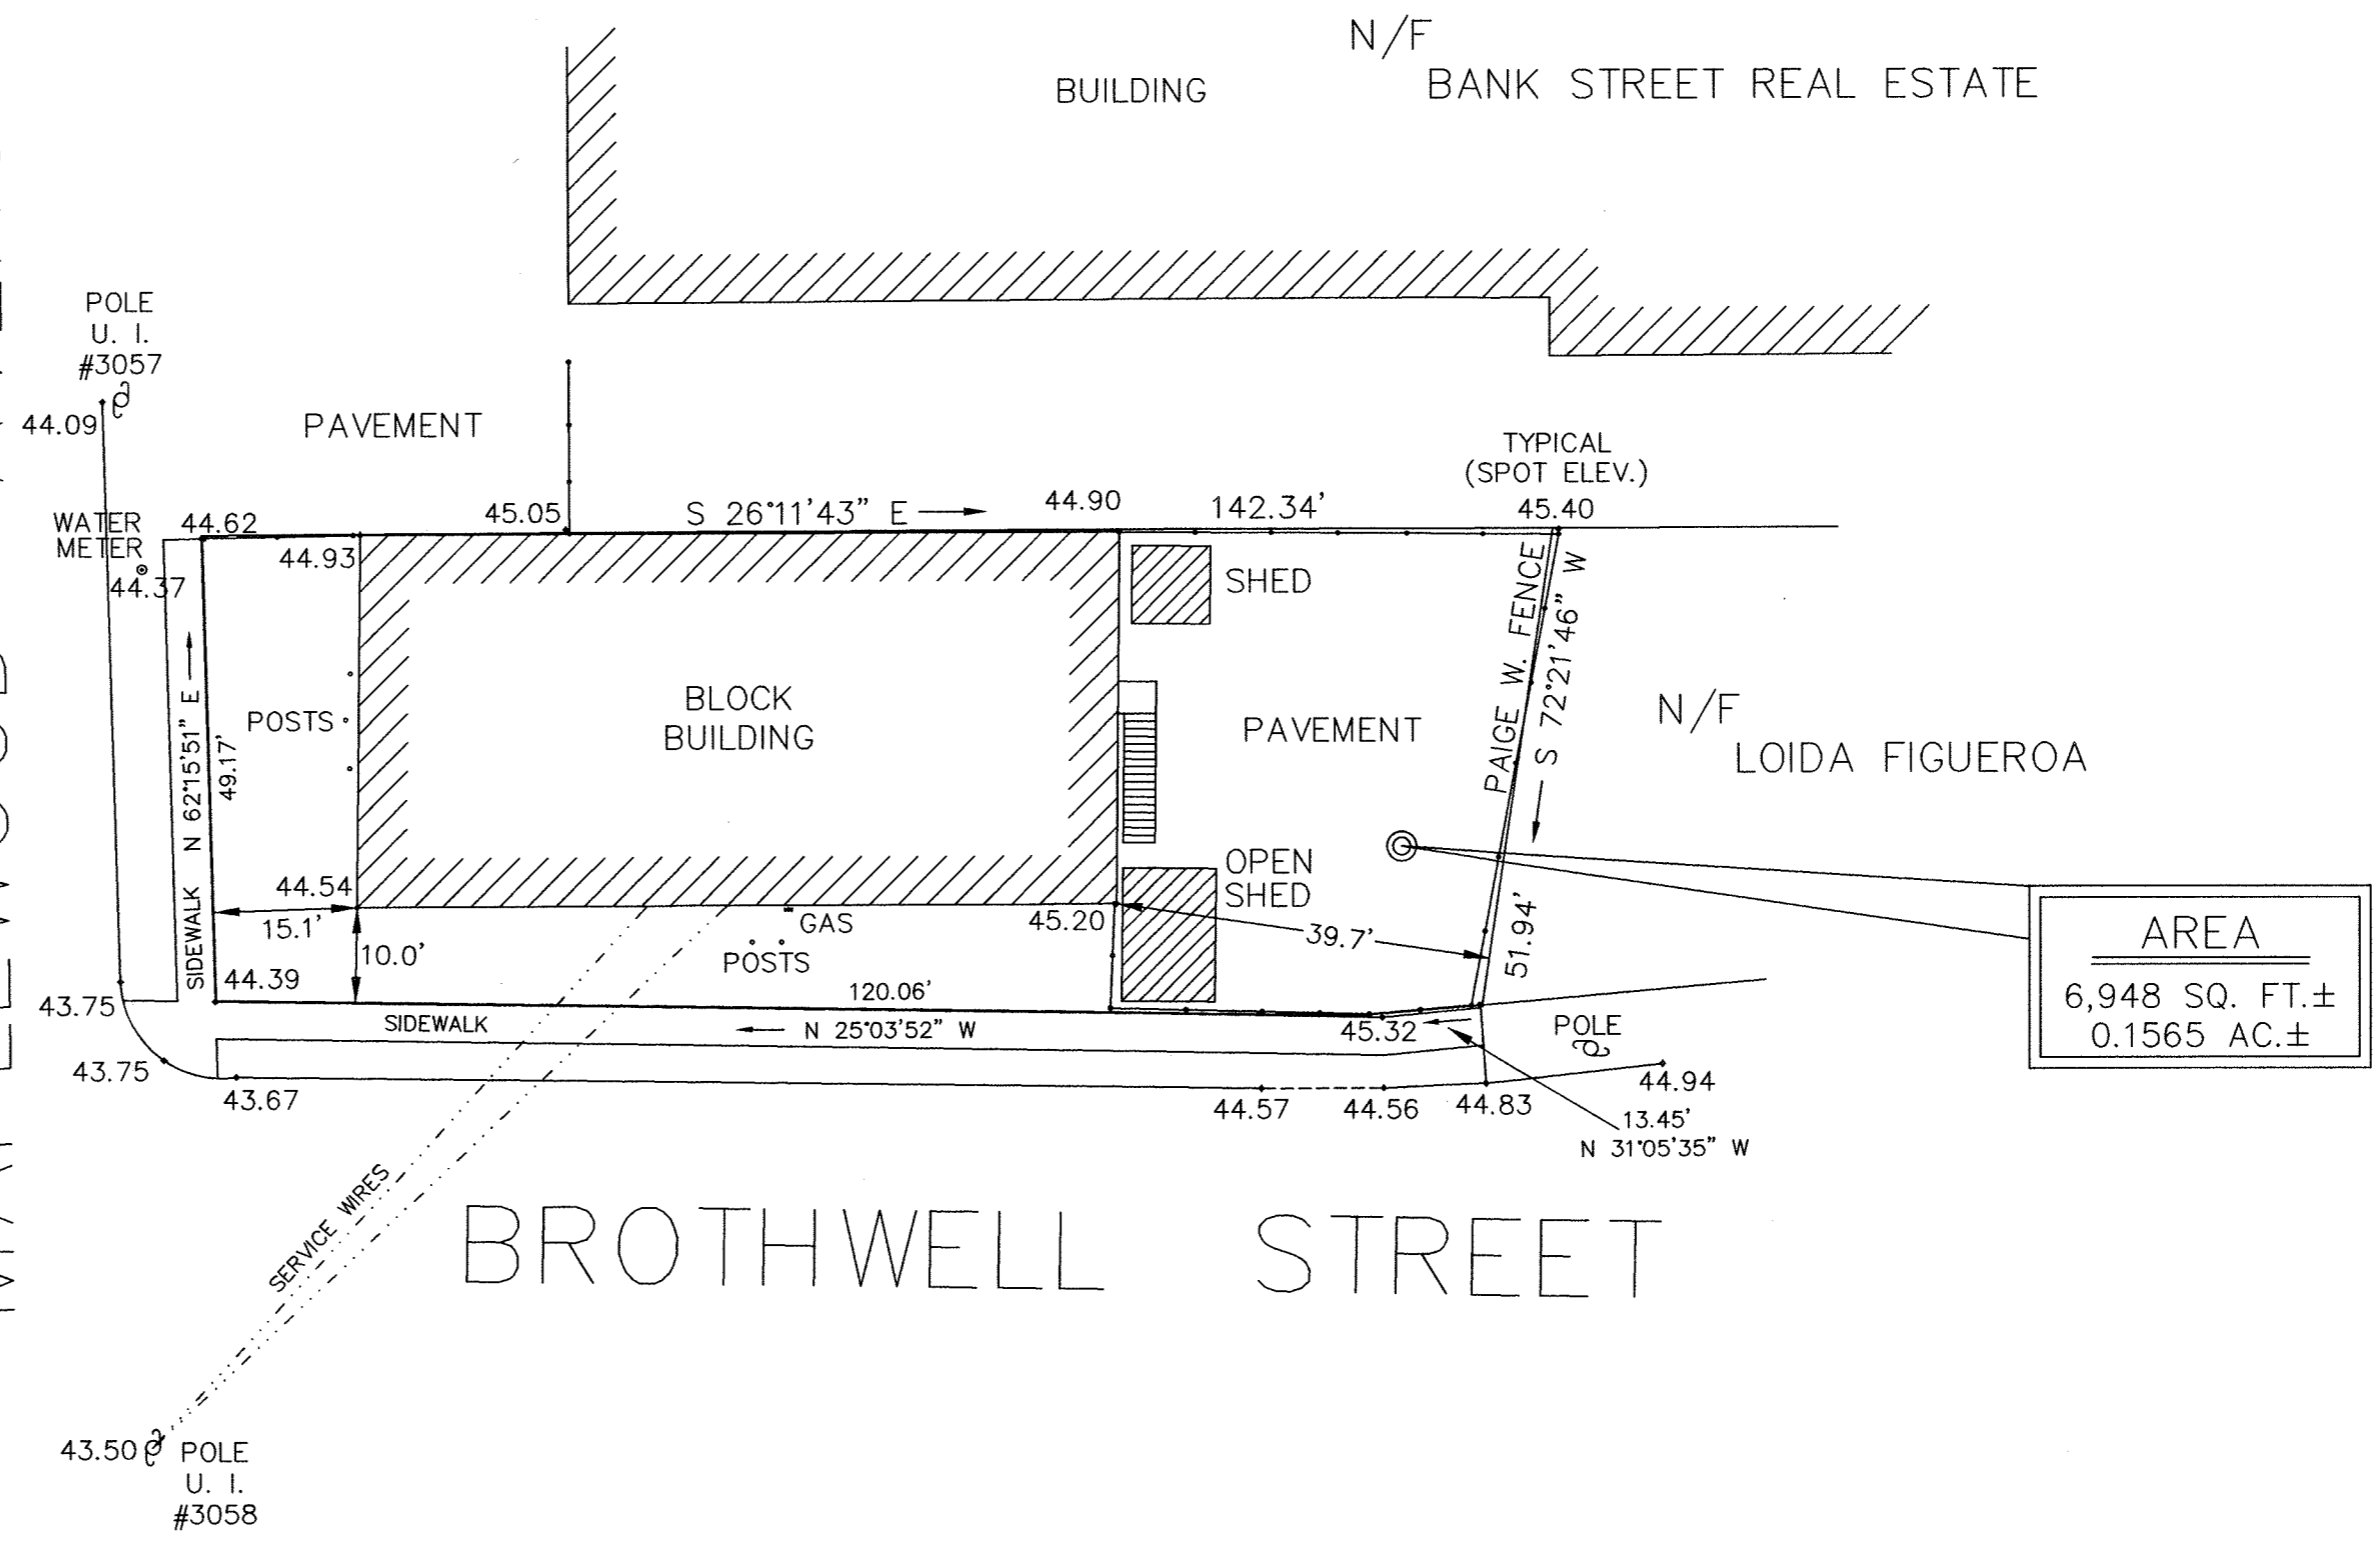 N/F
BANK STREET REAL ESTATE
BUILDING
POLE
U. I.
#3057
44.09
PAVEMENT
TYPICAL
(SPOT ELEV.)
WATER
METER
44.62
45.05
S 26°11'43" E
44.90
142.34'
45.40
44.93
44.37
SHED
PAIGE W. FENCE
S 72°21'46" W
51.94'
SIDEWALK N 62°15'51" E
49.17'
POSTS
BLOCK
BUILDING
PAVEMENT
N/F
LOIDA FIGUEROA
OPEN
SHED
44.54
15.1'
10.0'
GAS
POSTS
45.20
39.7'
AREA
6,948 SQ. FT.±
0.1565 AC.±
44.39
43.75
120.06'
SIDEWALK
N 25°03'52" W
45.32
POLE
43.75
43.67
44.57
44.56
44.83
44.94
13.45'
N 31°05'35" W
SERVICE WIRES
BROTHWELL STREET
43.50
POLE
U. I.
#3058